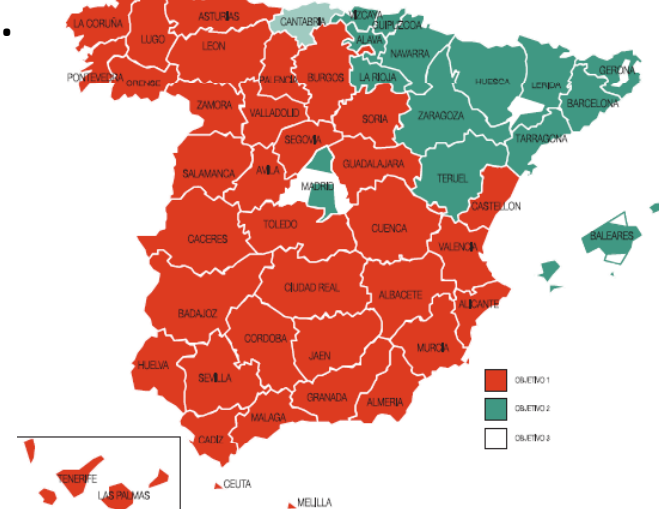 ASTURIAS
LA CORUÑA
CANTABRIA
VIZCAYA
GUIPUZCOA
LUGO
LEON
ALAVA
NAVARRA
PONTEVEDRA
ORENSE
PALENCIA
BURGOS
LA RIOJA
HUESCA
LERIDA
GERONA
ZAMORA
VALLADOLID
SORIA
ZARAGOZA
BARCELONA
SEGOVIA
TARRAGONA
SALAMANCA
AVILA
GUADALAJARA
MADRID
TERUEL
CASTELLON
CACERES
TOLEDO
CUENCA
VALENCIA
BALEARES
CIUDAD REAL
ALBACETE
ALICANTE
BADAJOZ
CORDOBA
JAEN
MURCIA
HUELVA
SEVILLA
OBJETIVO 1
GRANADA
ALMERIA
OBJETIVO 2
MALAGA
CADIZ
OBJETIVO 3
TENERIFE
LAS PALMAS
CEUTA
MELILLA